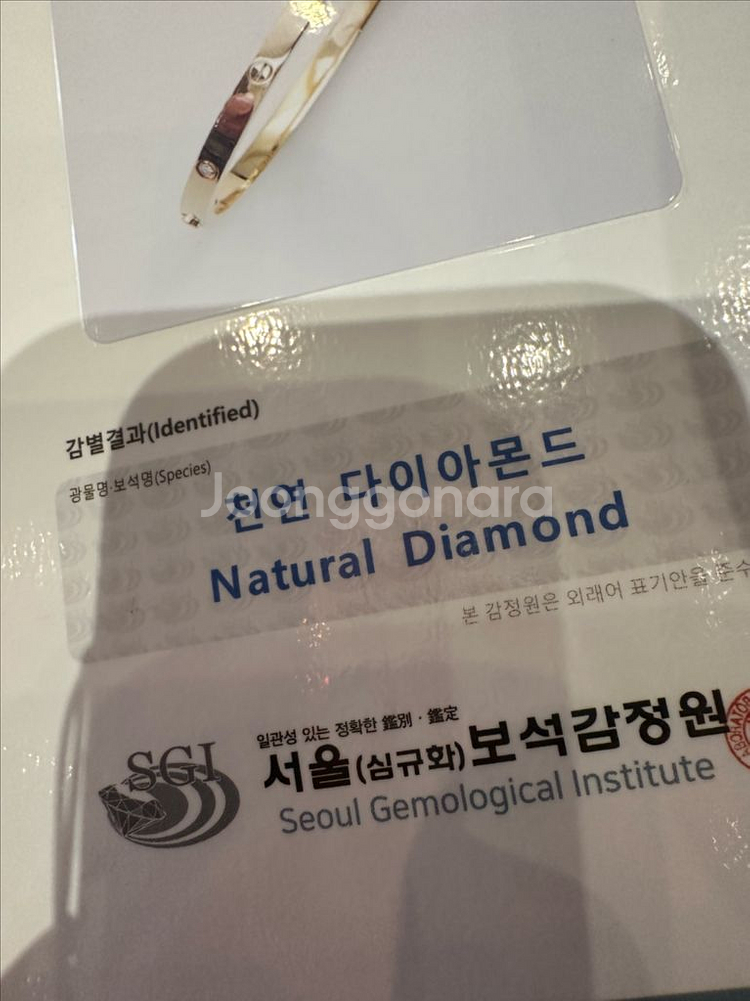 감별결과(Identified)
광물명·보석명(Species)
천연 다이아몬드
Joonggonara
Natural Diamond
본 감정원은 외래어 표기안을 준수
일관성 있는 정확한 鑑別·鑑定
SGI
서울(심규화)보석감정원
Seoul Gemological Institute